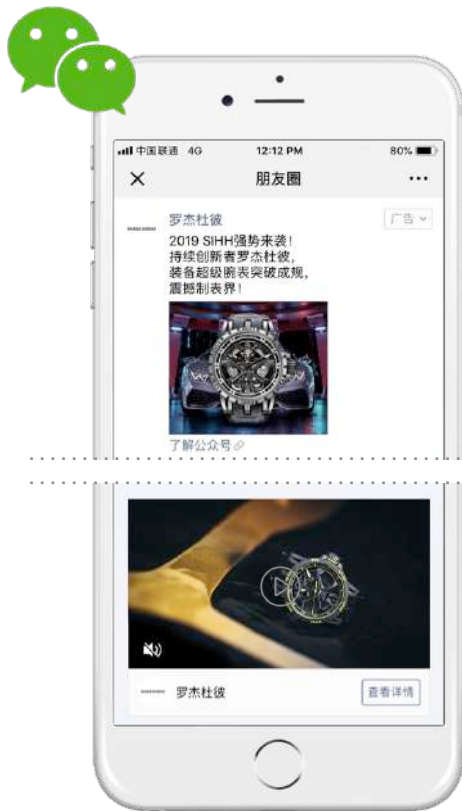 中国联通 4G 12:12 PM 80%
朋友圈
罗杰杜彼 广告
2019 SIHH强势来袭！
持续创新者罗杰杜彼，
装备超级腕表突破成规，
震撼制表界！
了解公众号
罗杰杜彼 查看详情